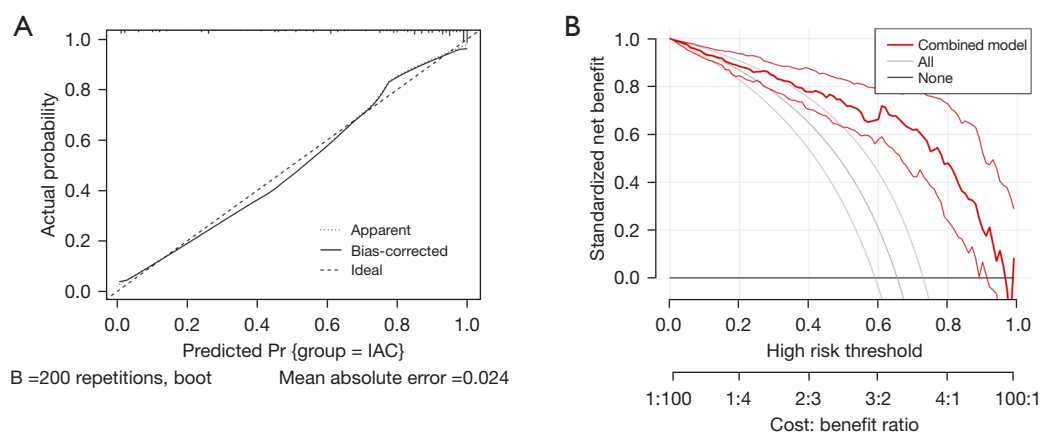 A
Actual probability
1.0
0.8
0.6
0.4
0.2
0.0
Apparent
Bias-corrected
Ideal
0.0 0.2 0.4 0.6 0.8 1.0
Predicted Pr {group = IAC}
B =200 repetitions, boot Mean absolute error =0.024
B
Standardized net benefit
1.0
0.8
0.6
0.4
0.2
0.0
Combined model
All
None
0.0 0.2 0.4 0.6 0.8 1.0
High risk threshold
1:100 1:4 2:3 3:2 4:1 100:1
Cost: benefit ratio